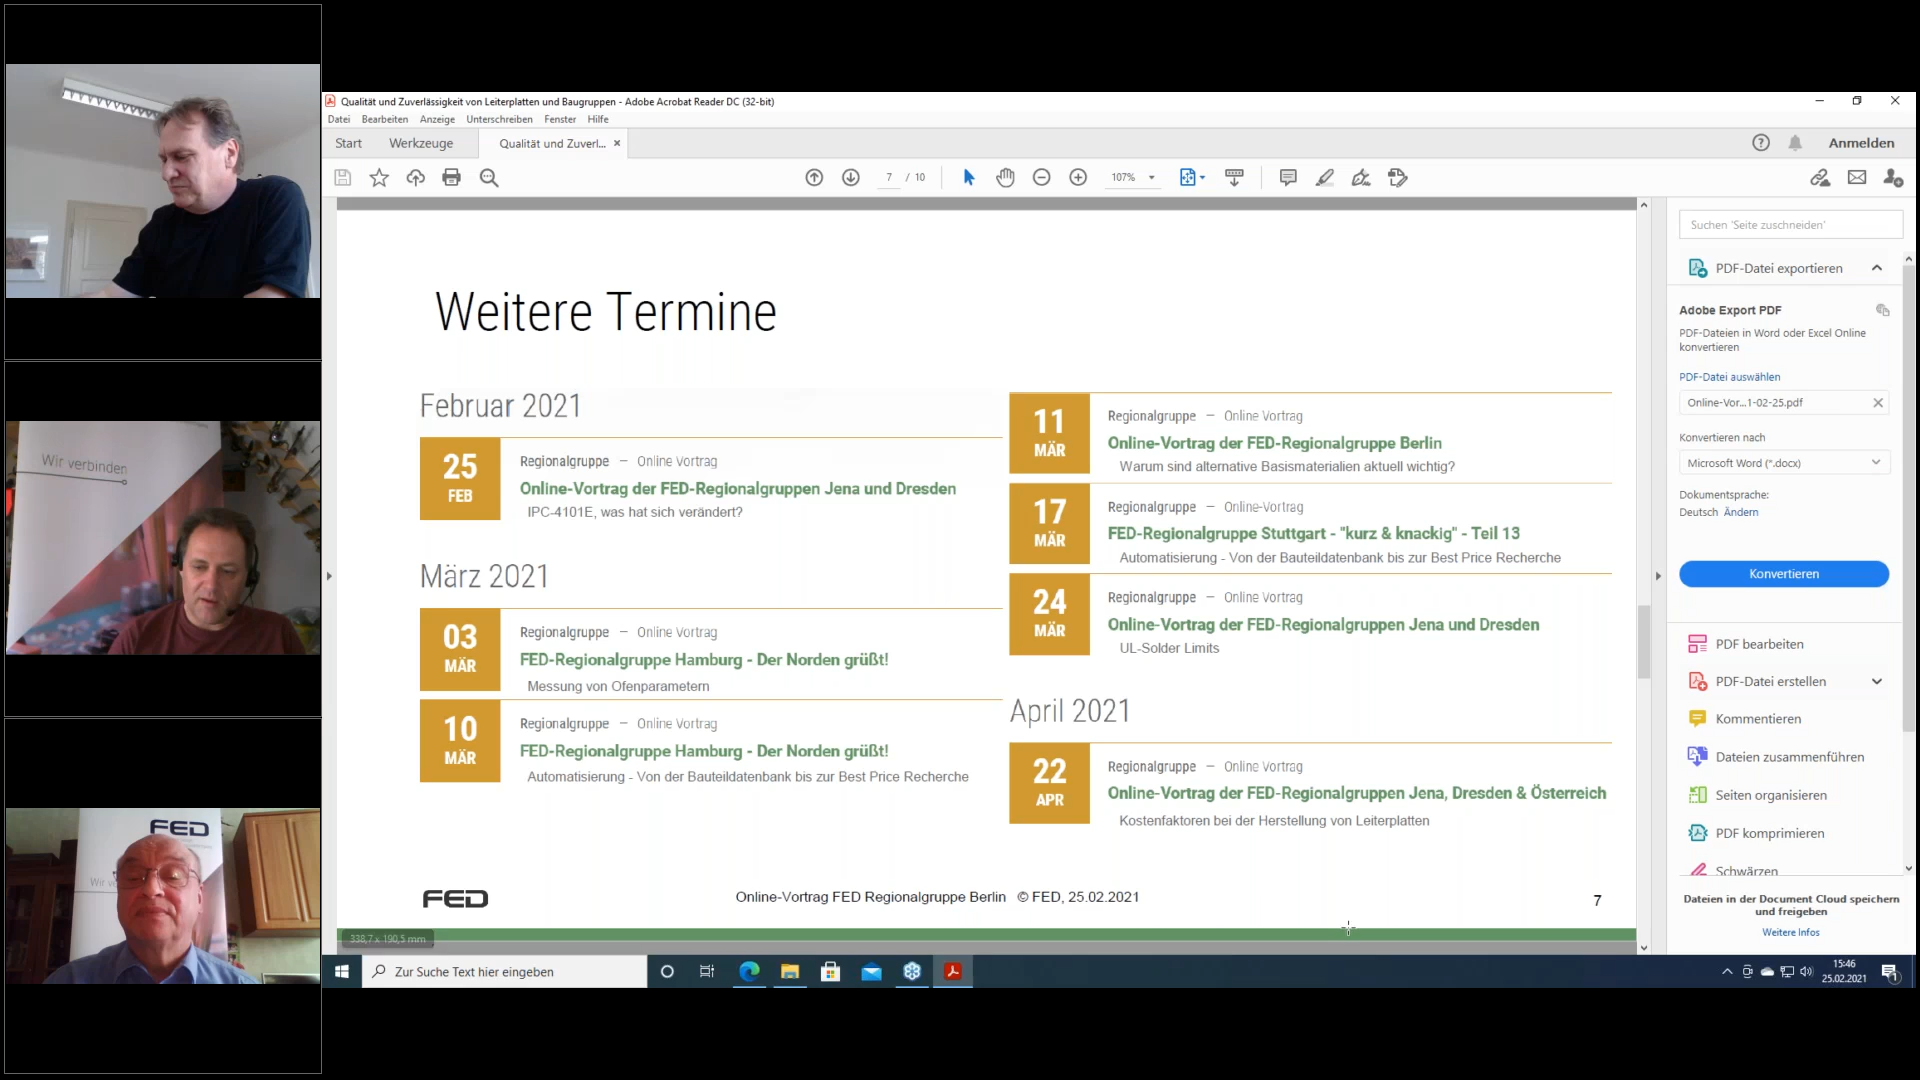 Wir verbinden
FED
Qualität und Zuverlässigkeit von Leiterplatten und Baugruppen - Adobe Acrobat Reader DC (32-bit)
Datei Bearbeiten Anzeige Unterschreiben Fenster Hilfe
Start Werkzeuge Qualität und Zuverl... Anmelden
7 / 10 107%
Weitere Termine
Februar 2021
25 FEB
Regionalgruppe – Online Vortrag
Online-Vortrag der FED-Regionalgruppen Jena und Dresden
IPC-4101E, was hat sich verändert?
März 2021
03 MÄR
Regionalgruppe – Online Vortrag
FED-Regionalgruppe Hamburg - Der Norden grüßt!
Messung von Ofenparametern
10 MÄR
Regionalgruppe – Online Vortrag
FED-Regionalgruppe Hamburg - Der Norden grüßt!
Automatisierung - Von der Bauteildatenbank bis zur Best Price Recherche
11 MÄR
Regionalgruppe – Online Vortrag
Online-Vortrag der FED-Regionalgruppe Berlin
Warum sind alternative Basismaterialien aktuell wichtig?
17 MÄR
Regionalgruppe – Online-Vortrag
FED-Regionalgruppe Stuttgart - "kurz & knackig" - Teil 13
Automatisierung - Von der Bauteildatenbank bis zur Best Price Recherche
24 MÄR
Regionalgruppe – Online Vortrag
Online-Vortrag der FED-Regionalgruppen Jena und Dresden
UL-Solder Limits
April 2021
22 APR
Regionalgruppe – Online Vortrag
Online-Vortrag der FED-Regionalgruppen Jena, Dresden & Österreich
Kostenfaktoren bei der Herstellung von Leiterplatten
FED
Online-Vortrag FED Regionalgruppe Berlin © FED, 25.02.2021
7
338,7 x 190,5 mm
Suchen 'Seite zuschneiden'
PDF-Datei exportieren
Adobe Export PDF
PDF-Dateien in Word oder Excel Online
konvertieren
PDF-Datei auswählen
Online-Vor...1-02-25.pdf
Konvertieren nach
Microsoft Word (*.docx)
Dokumentsprache:
Deutsch Ändern
Konvertieren
PDF bearbeiten
PDF-Datei erstellen
Kommentieren
Dateien zusammenführen
Seiten organisieren
PDF komprimieren
Schwärzen
Dateien in der Document Cloud speichern
und freigeben
Weitere Infos
Zur Suche Text hier eingeben
15:46
25.02.2021
1